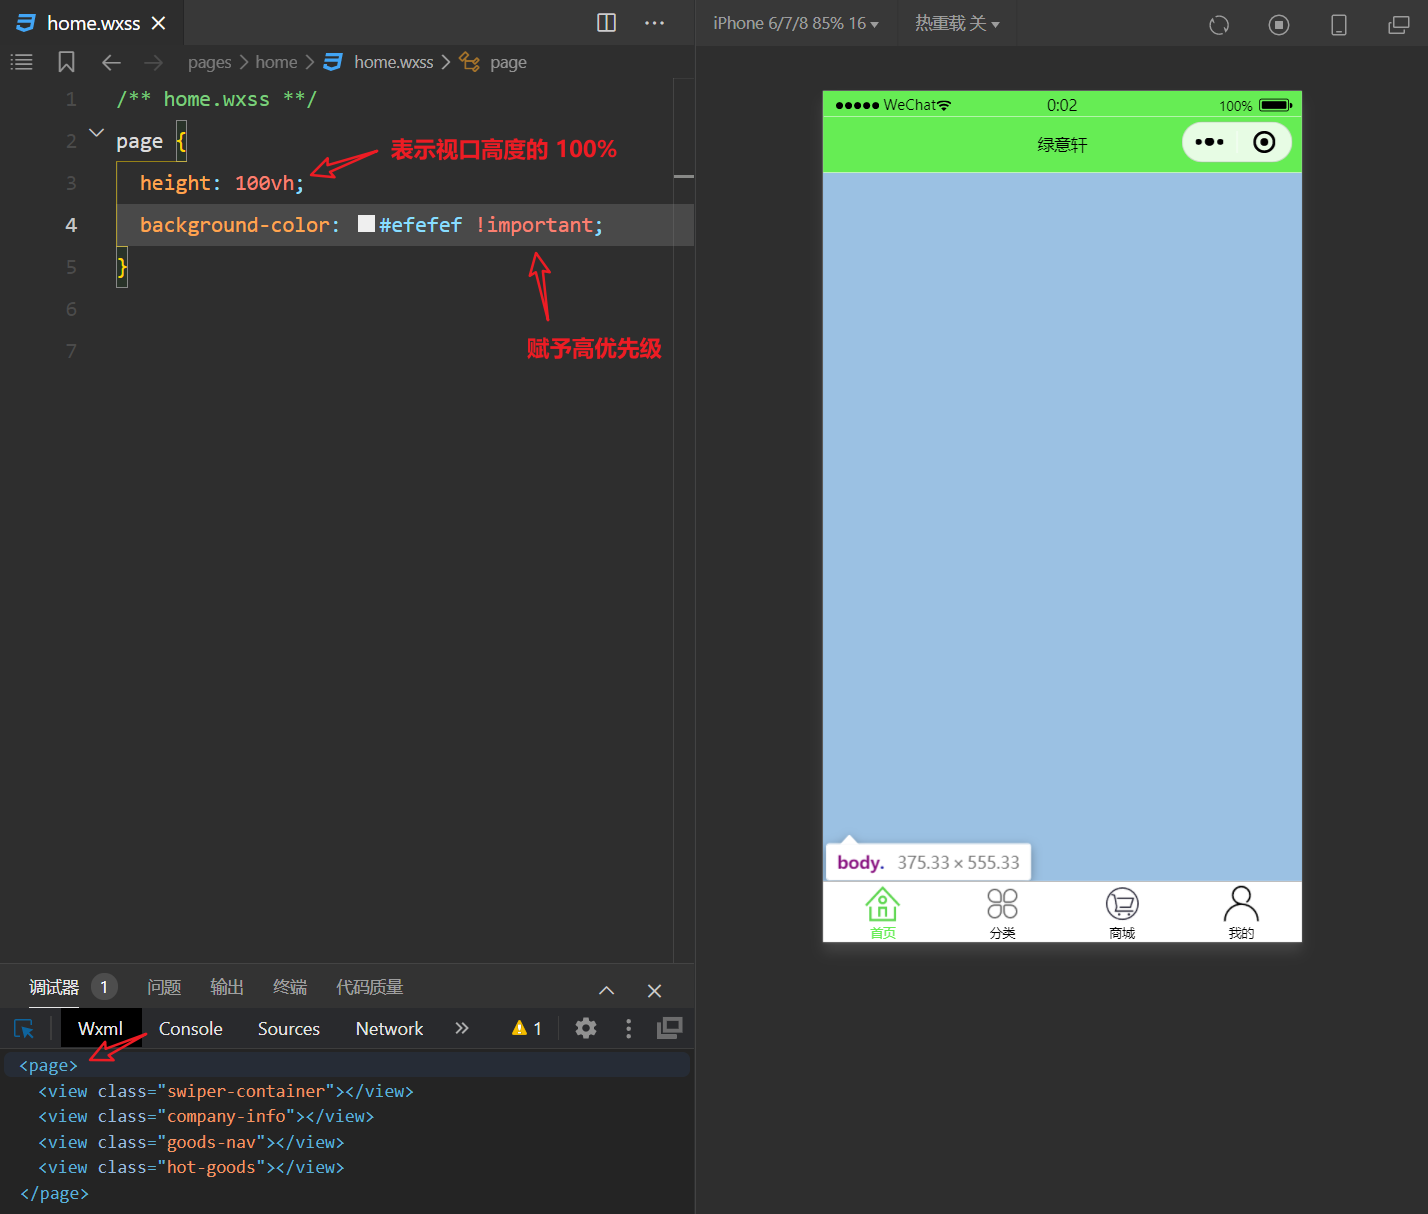 home.wxss
pages > home > home.wxss > page
1 /** home.wxss **/
2 page {
3 height: 100vh;
4 background-color: #efefef !important;
5 }
6
7
表示视口高度的 100%
赋予高优先级
调试器 1 问题 输出 终端 代码质量
Wxml Console Sources Network 1
<page>
<view class="swiper-container"></view>
<view class="company-info"></view>
<view class="goods-nav"></view>
<view class="hot-goods"></view>
</page>
iPhone 6/7/8 85% 16 热重载 关
WeChat 0:02 100%
绿意轩
body. 375.33 × 555.33
首页 分类 商城 我的